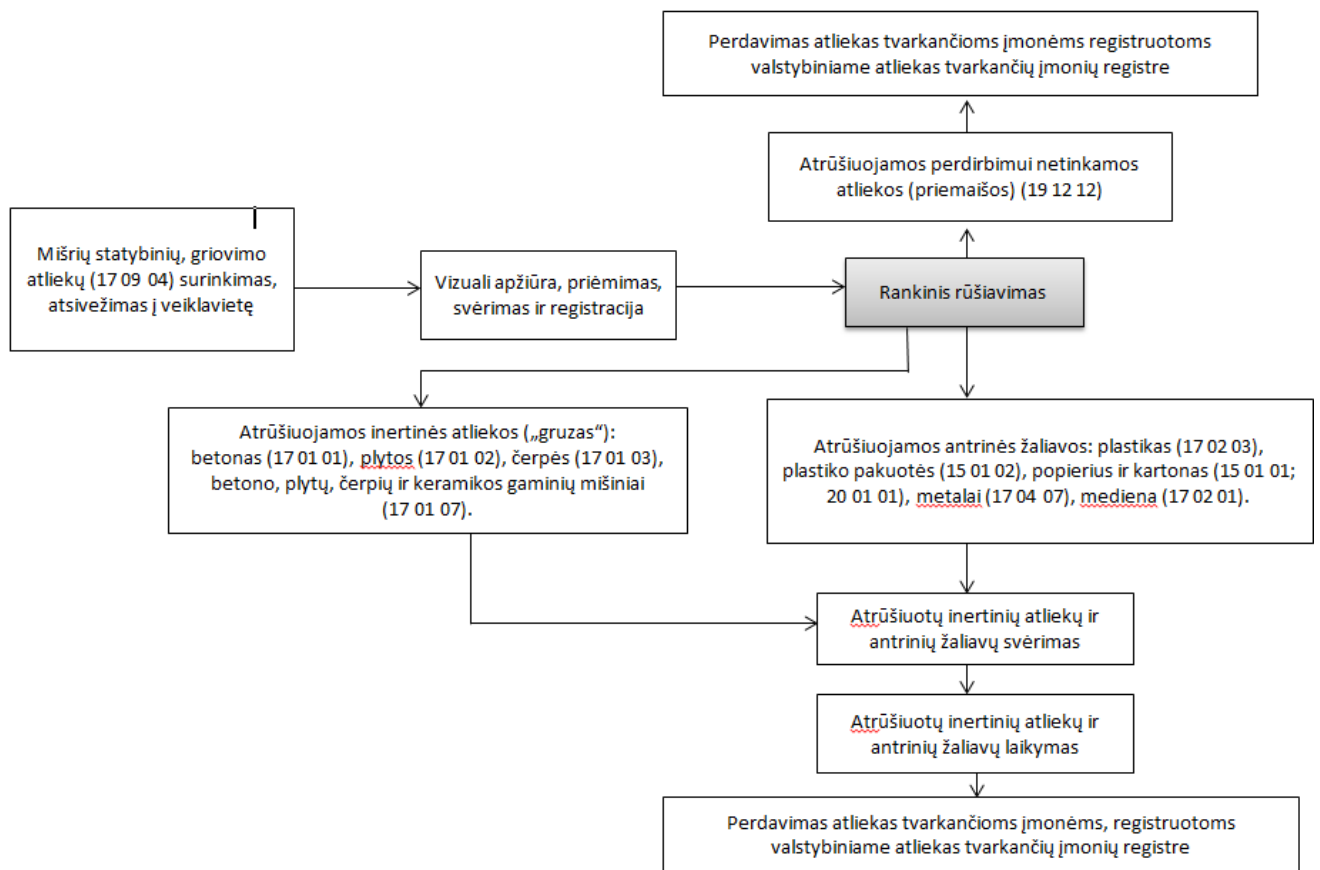 Perdavimas atliekas tvarkančioms įmonėms registruotoms
valstybiniame atliekas tvarkančių įmonių registre
Atrūšiuojamos perdirbimui netinkamos
atliekos (priemaišos) (19 12 12)
Mišrių statybinių, griovimo
atliekų (17 09 04) surinkimas,
atsivežimas į veiklavietę
Vizuali apžiūra, priėmimas,
svėrimas ir registracija
Rankinis rūšiavimas
Atrūšiuojamos inertinės atliekos („gruzas“):
betonas (17 01 01), plytos (17 01 02), čerpės (17 01 03),
betono, plytų, čerpių ir keramikos gaminių mišiniai
(17 01 07).
Atrūšiuojamos antrinės žaliavos: plastikas (17 02 03),
plastiko pakuotės (15 01 02), popierius ir kartonas (15 01 01;
20 01 01), metalai (17 04 07), mediena (17 02 01).
Atrūšiuotų inertinių atliekų ir
antrinių žaliavų svėrimas
Atrūšiuotų inertinių atliekų ir
antrinių žaliavų laikymas
Perdavimas atliekas tvarkančioms įmonėms, registruotoms
valstybiniame atliekas tvarkančių įmonių registre